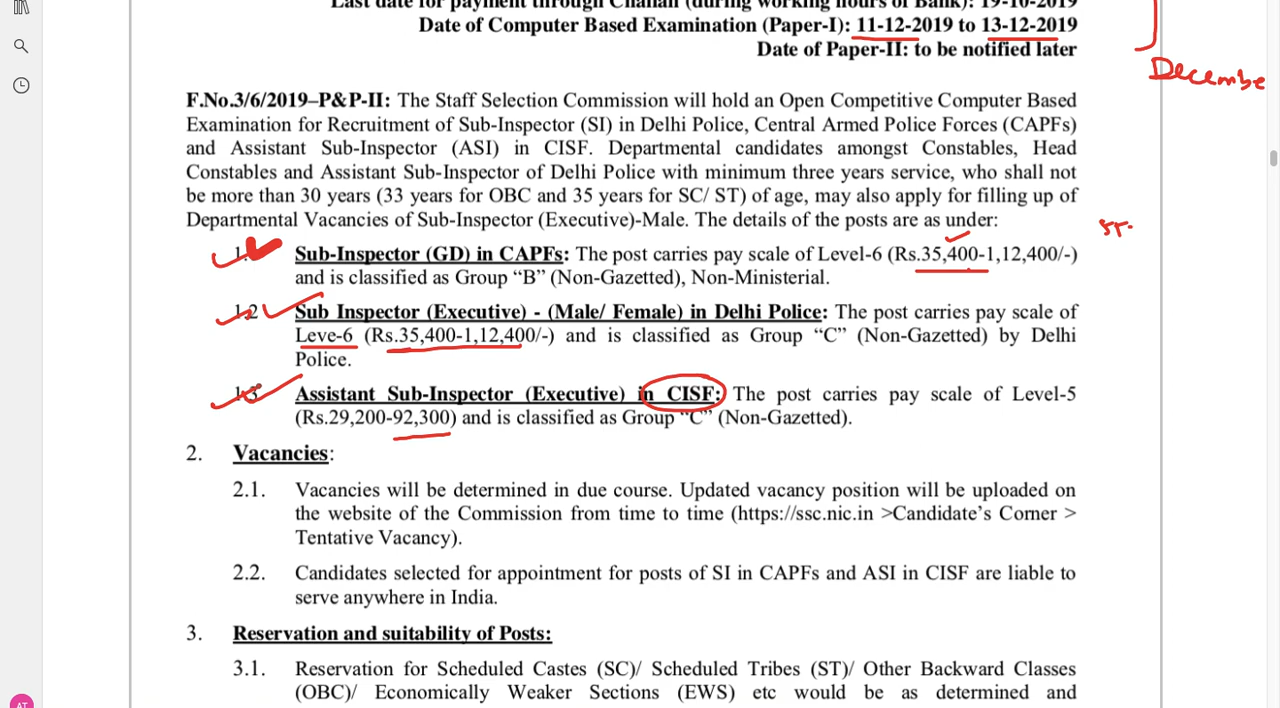 Last date for payment through Challan (during working hours of Bank): 19-10-2019
Date of Computer Based Examination (Paper-I): 11-12-2019 to 13-12-2019
Date of Paper-II: to be notified later
Decembe
F.No.3/6/2019–P&P-II: The Staff Selection Commission will hold an Open Competitive Computer Based
Examination for Recruitment of Sub-Inspector (SI) in Delhi Police, Central Armed Police Forces (CAPFs)
and Assistant Sub-Inspector (ASI) in CISF. Departmental candidates amongst Constables, Head
Constables and Assistant Sub-Inspector of Delhi Police with minimum three years service, who shall not
be more than 30 years (33 years for OBC and 35 years for SC/ ST) of age, may also apply for filling up of
Departmental Vacancies of Sub-Inspector (Executive)-Male. The details of the posts are as under:
Sub-Inspector (GD) in CAPFs: The post carries pay scale of Level-6 (Rs.35,400-1,12,400/-)
and is classified as Group “B” (Non-Gazetted), Non-Ministerial.
1.2 Sub Inspector (Executive) - (Male/ Female) in Delhi Police: The post carries pay scale of
Leve-6 (Rs.35,400-1,12,400/-) and is classified as Group “C” (Non-Gazetted) by Delhi
Police.
1.3 Assistant Sub-Inspector (Executive) in CISF: The post carries pay scale of Level-5
(Rs.29,200-92,300) and is classified as Group “C” (Non-Gazetted).
2. Vacancies:
2.1. Vacancies will be determined in due course. Updated vacancy position will be uploaded on
the website of the Commission from time to time (https://ssc.nic.in >Candidate’s Corner >
Tentative Vacancy).
2.2. Candidates selected for appointment for posts of SI in CAPFs and ASI in CISF are liable to
serve anywhere in India.
3. Reservation and suitability of Posts:
3.1. Reservation for Scheduled Castes (SC)/ Scheduled Tribes (ST)/ Other Backward Classes
(OBC)/ Economically Weaker Sections (EWS) etc would be as determined and
AT